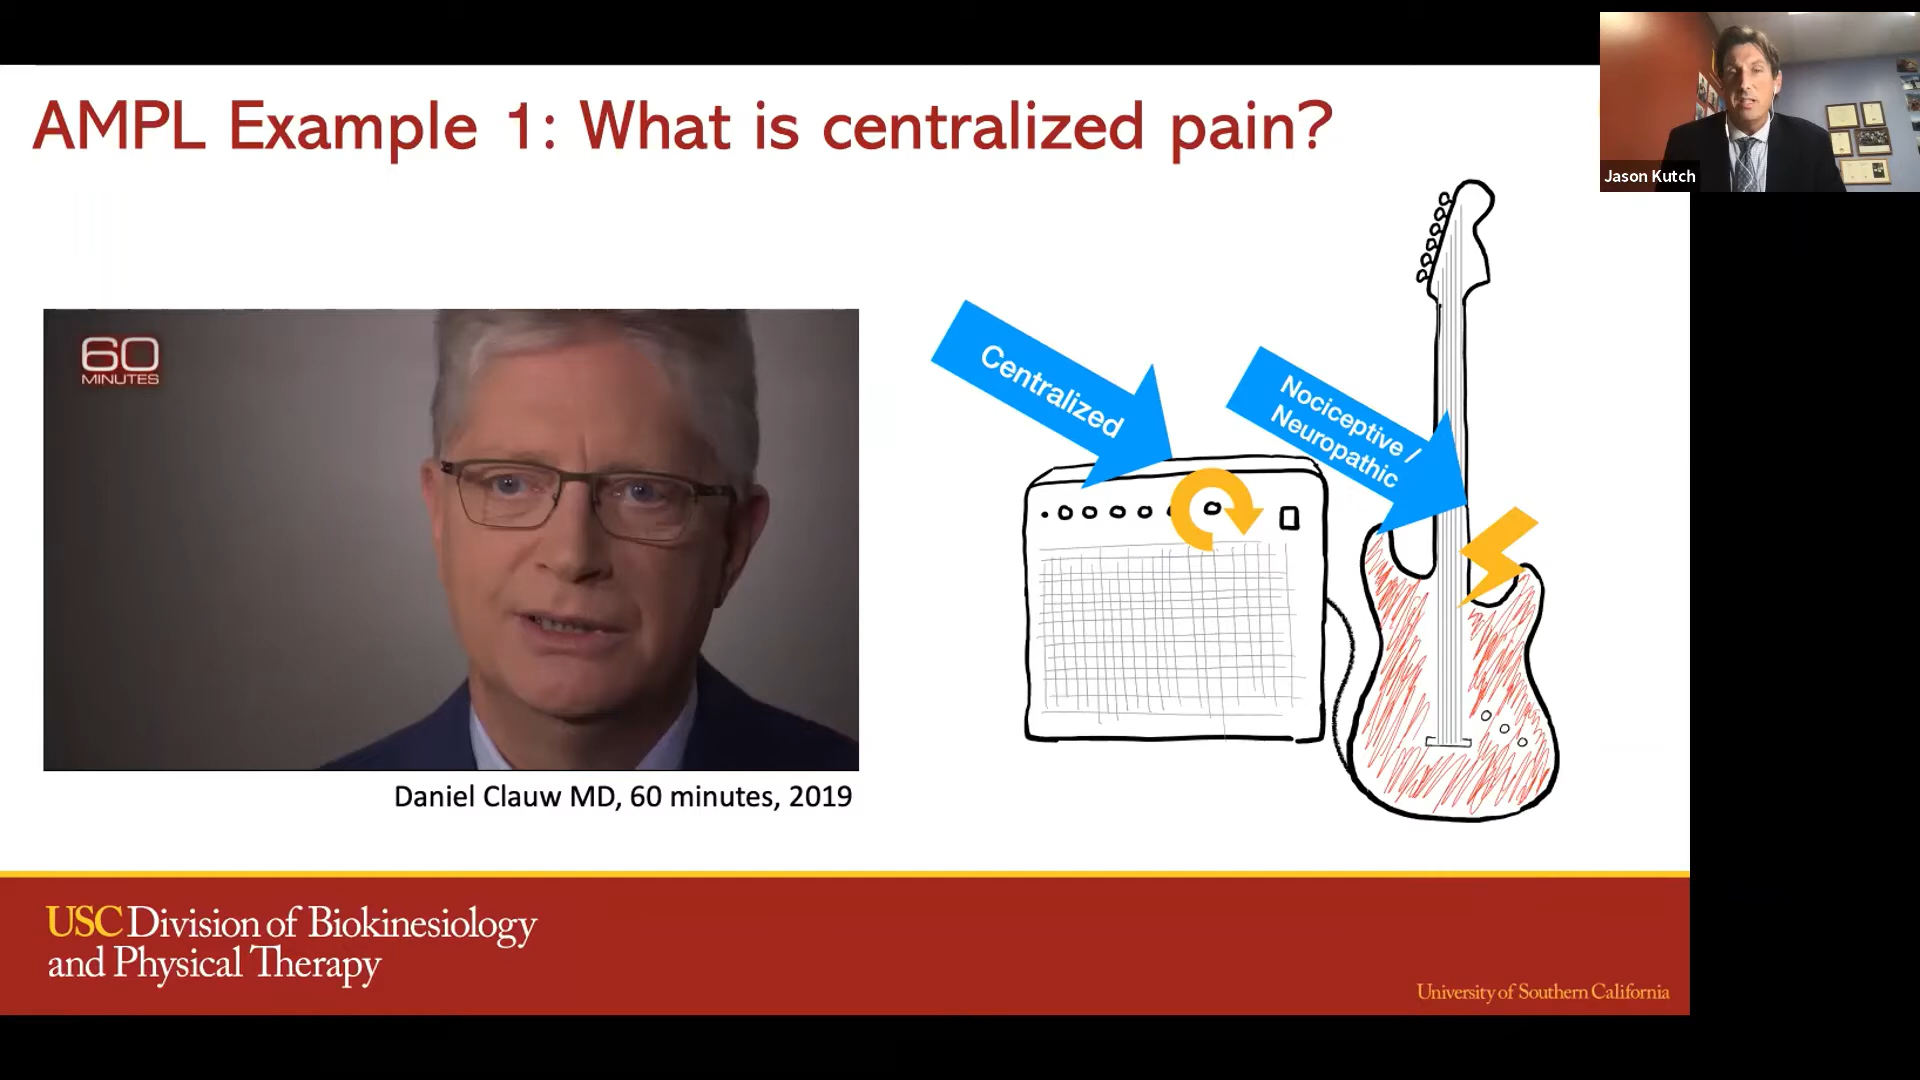 AMPL Example 1: What is centralized pain?
Jason Kutch
60
MINUTES
Centralized
Nociceptive /
Neuropathic
Daniel Clauw MD, 60 minutes, 2019
USC Division of Biokinesiology
and Physical Therapy
University of Southern California